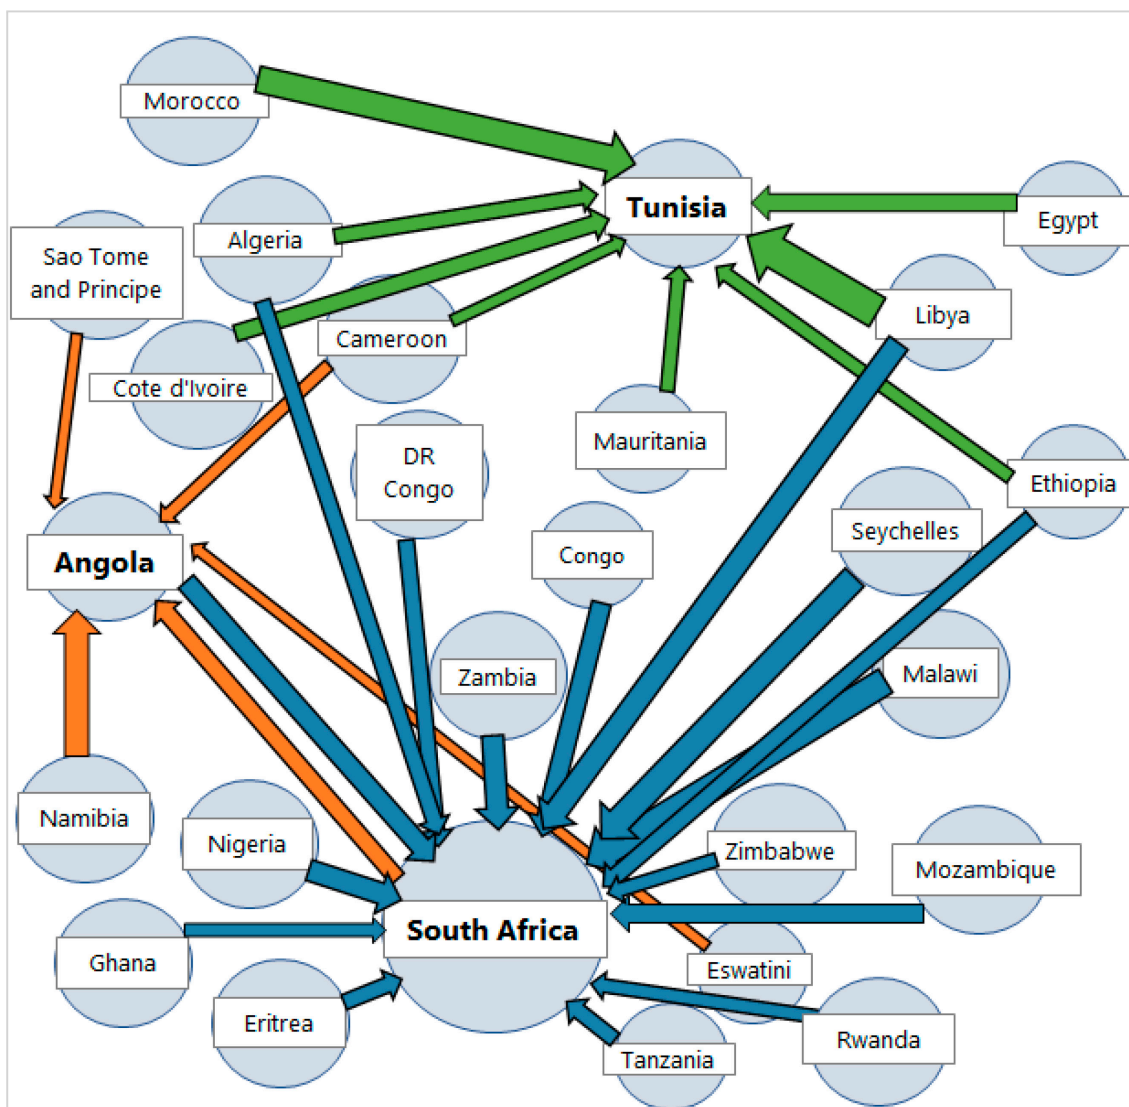 Morocco
Tunisia
Egypt
Algeria
Sao Tome
and Principe
Libya
Cameroon
Cote d'Ivoire
Mauritania
DR
Congo
Ethiopia
Seychelles
Congo
Angola
Zambia
Malawi
Namibia
Nigeria
Zimbabwe
Mozambique
South Africa
Ghana
Eswatini
Eritrea
Rwanda
Tanzania